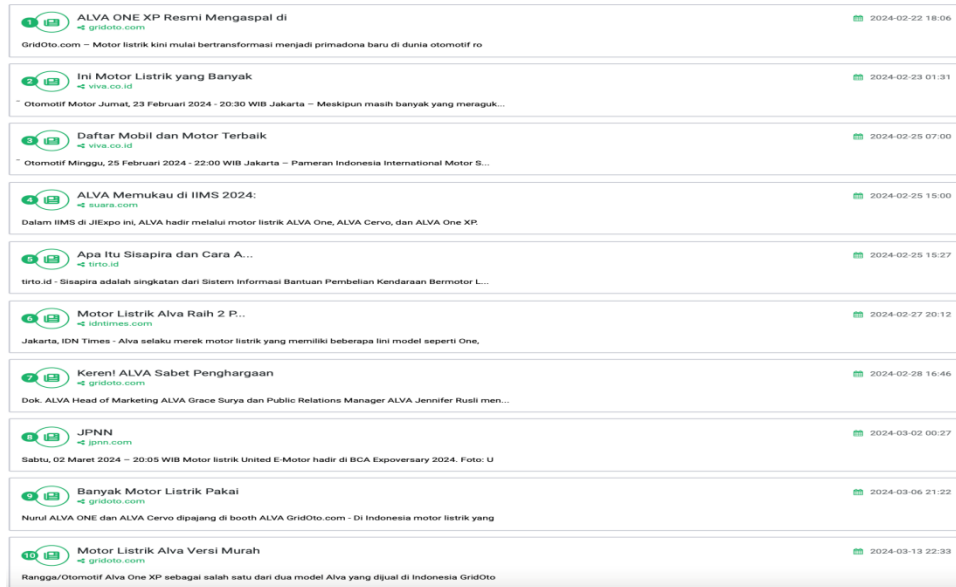 1 ALVA ONE XP Resmi Mengaspal di 2024-02-22 18:06
gridoto.com
GridOto.com – Motor listrik kini mulai bertransformasi menjadi primadona baru di dunia otomotif ro
2 Ini Motor Listrik yang Banyak 2024-02-23 01:31
viva.co.id
Otomotif Motor Jumat, 23 Februari 2024 - 20:30 WIB Jakarta – Meskipun masih banyak yang meraguk...
3 Daftar Mobil dan Motor Terbaik 2024-02-25 07:00
viva.co.id
Otomotif Minggu, 25 Februari 2024 - 22:00 WIB Jakarta – Pameran Indonesia International Motor S...
4 ALVA Memukau di IIMS 2024: 2024-02-25 15:00
suara.com
Dalam IIMS di JIExpo ini, ALVA hadir melalui motor listrik ALVA One, ALVA Cervo, dan ALVA One XP.
5 Apa Itu Sisapira dan Cara A... 2024-02-25 15:27
tirto.id
tirto.id - Sisapira adalah singkatan dari Sistem Informasi Bantuan Pembelian Kendaraan Bermotor L...
6 Motor Listrik Alva Raih 2 P... 2024-02-27 20:12
idntimes.com
Jakarta, IDN Times - Alva selaku merek motor listrik yang memiliki beberapa lini model seperti One,
7 Keren! ALVA Sabet Penghargaan 2024-02-28 16:46
gridoto.com
Dok. ALVA Head of Marketing ALVA Grace Surya dan Public Relations Manager ALVA Jennifer Rusli men...
8 JPNN 2024-03-02 00:27
jpnn.com
Sabtu, 02 Maret 2024 – 20:05 WIB Motor listrik United E-Motor hadir di BCA Expoversary 2024. Foto: U
9 Banyak Motor Listrik Pakai 2024-03-06 21:22
gridoto.com
Nurul ALVA ONE dan ALVA Cervo dipajang di booth ALVA GridOto.com - Di Indonesia motor listrik yang
10 Motor Listrik Alva Versi Murah 2024-03-13 22:33
gridoto.com
Rangga/Otomotif Alva One XP sebagai salah satu dari dua model Alva yang dijual di Indonesia GridOto